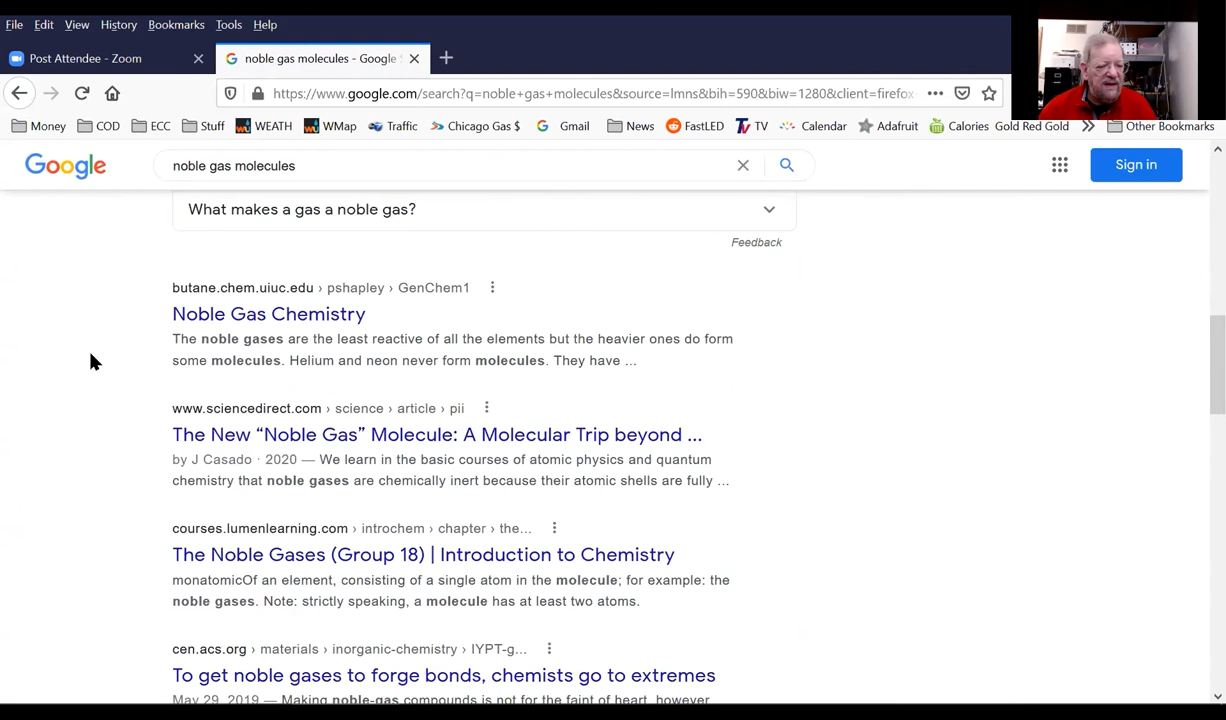 File Edit View History Bookmarks Tools Help
Post Attendee - Zoom
noble gas molecules - Google
https://www.google.com/search?q=noble+gas+molecules&source=lmns&bih=590&biw=1280&client=firefox-
Money COD ECC Stuff WEATH WMap Traffic Chicago Gas $ Gmail News FastLED TV Calendar Adafruit Calories Gold Red Gold Other Bookmarks
Google
noble gas molecules
Sign in
What makes a gas a noble gas?
Feedback
butane.chem.uiuc.edu › pshapley › GenChem1
Noble Gas Chemistry
The noble gases are the least reactive of all the elements but the heavier ones do form
some molecules. Helium and neon never form molecules. They have ...
www.sciencedirect.com › science › article › pii
The New “Noble Gas” Molecule: A Molecular Trip beyond ...
by J Casado · 2020 — We learn in the basic courses of atomic physics and quantum
chemistry that noble gases are chemically inert because their atomic shells are fully ...
courses.lumenlearning.com › introchem › chapter › the...
The Noble Gases (Group 18) | Introduction to Chemistry
monatomicOf an element, consisting of a single atom in the molecule; for example: the
noble gases. Note: strictly speaking, a molecule has at least two atoms.
cen.acs.org › materials › inorganic-chemistry › IYPT-g...
To get noble gases to forge bonds, chemists go to extremes
May 29, 2019 — Making noble-gas compounds is not for the faint of heart, however